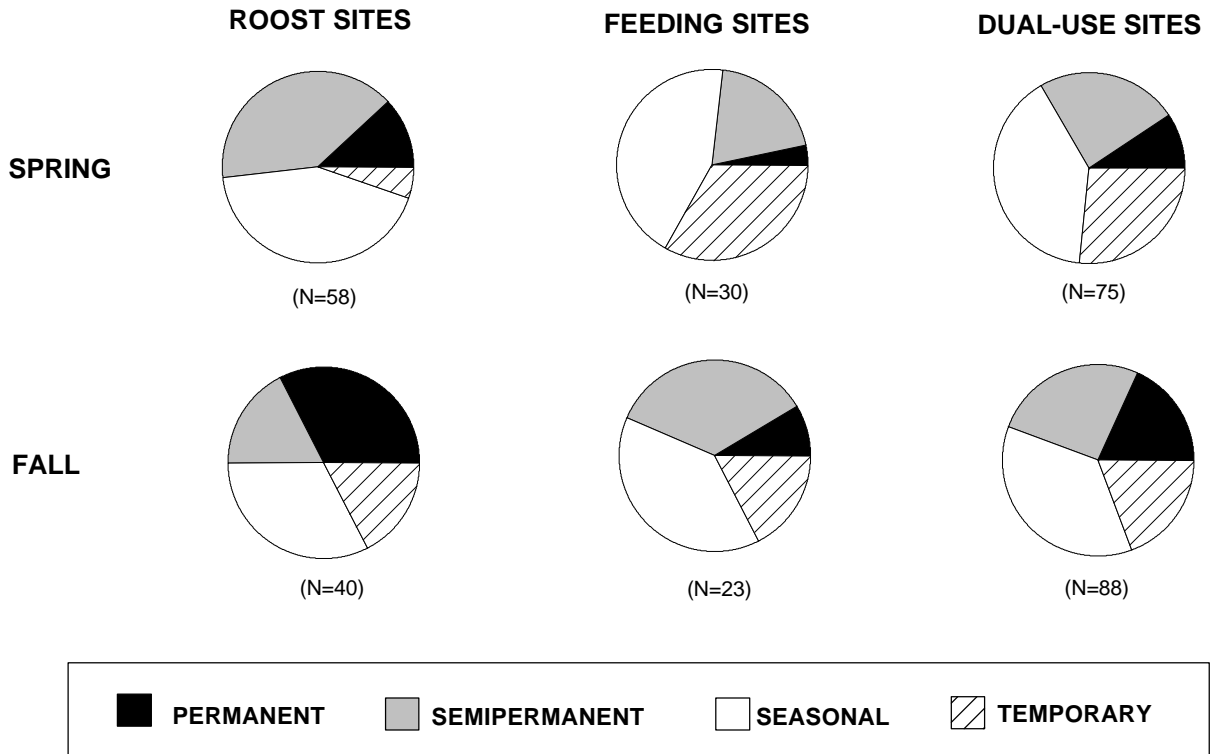 ROOST SITES FEEDING SITES DUAL-USE SITES
SPRING
(N=58) (N=30) (N=75)
FALL
(N=40) (N=23) (N=88)
PERMANENT SEMIPERMANENT SEASONAL TEMPORARY